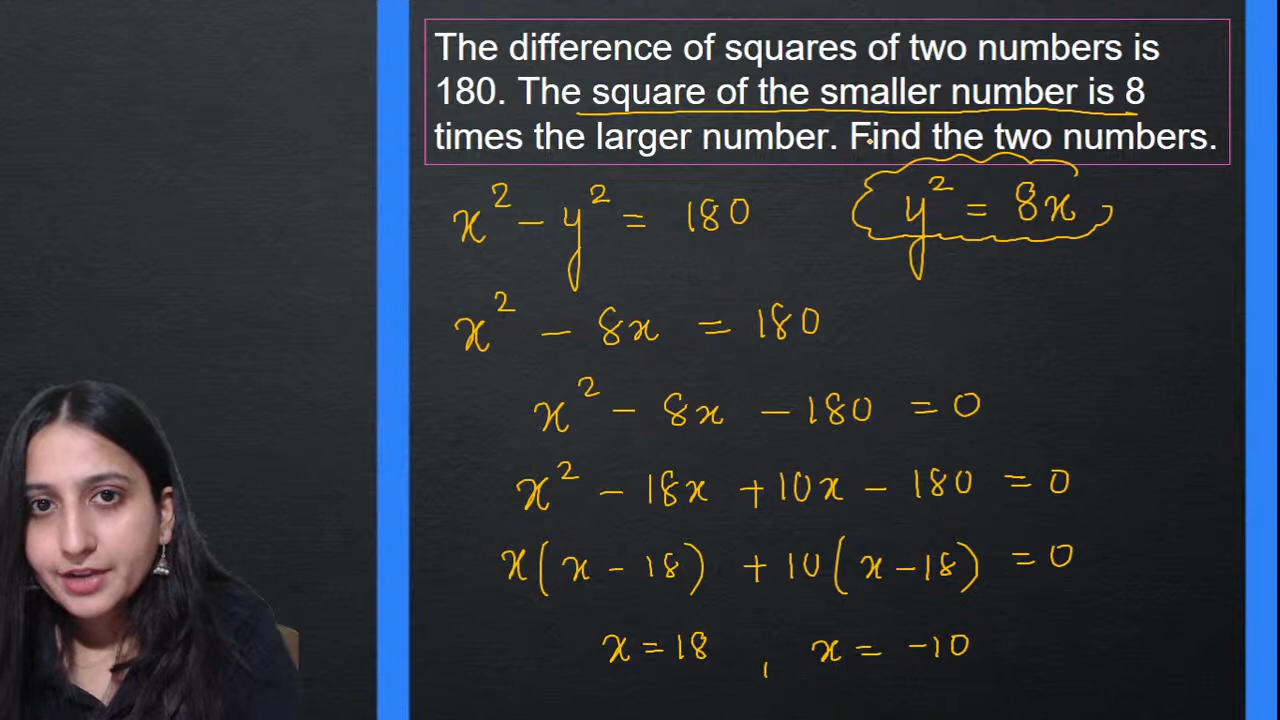 The difference of squares of two numbers is
180. The square of the smaller number is 8
times the larger number. Find the two numbers.
x² - y² = 180    y² = 8x
x² - 8x = 180
x² - 8x - 180 = 0
x² - 18x + 10x - 180 = 0
x(x - 18) + 10(x - 18) = 0
x = 18 , x = -10